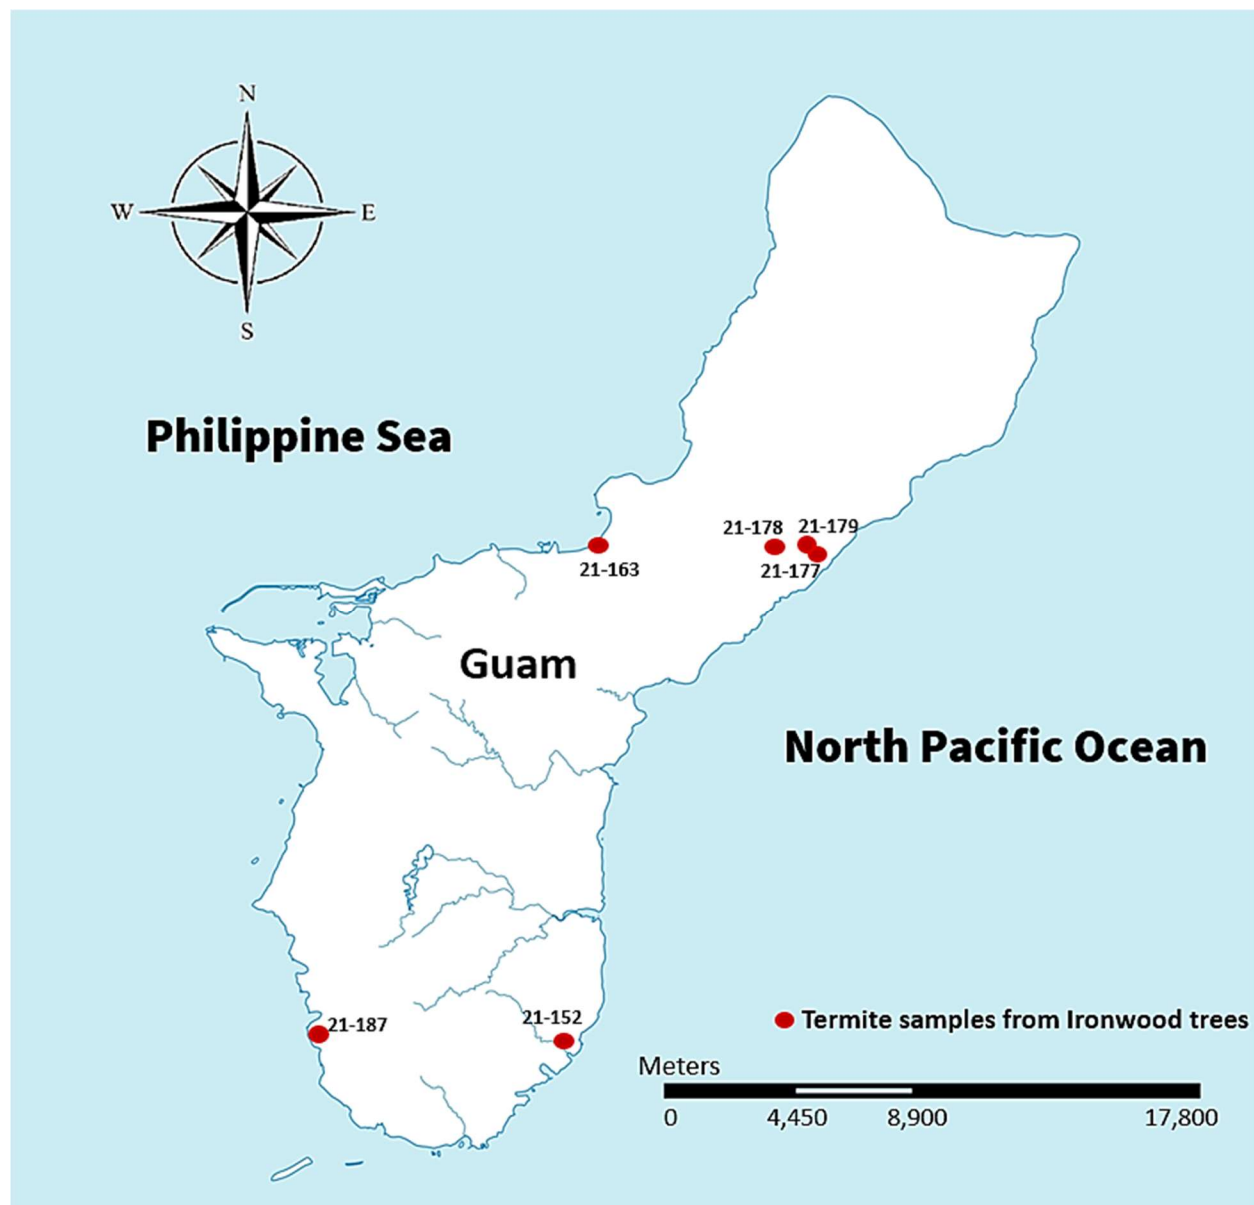 N
W
E
S
Philippine Sea
21-178
21-179
21-163
21-177
Guam
North Pacific Ocean
21-187
21-152
Termite samples from Ironwood trees
Meters
0 4,450 8,900 17,800